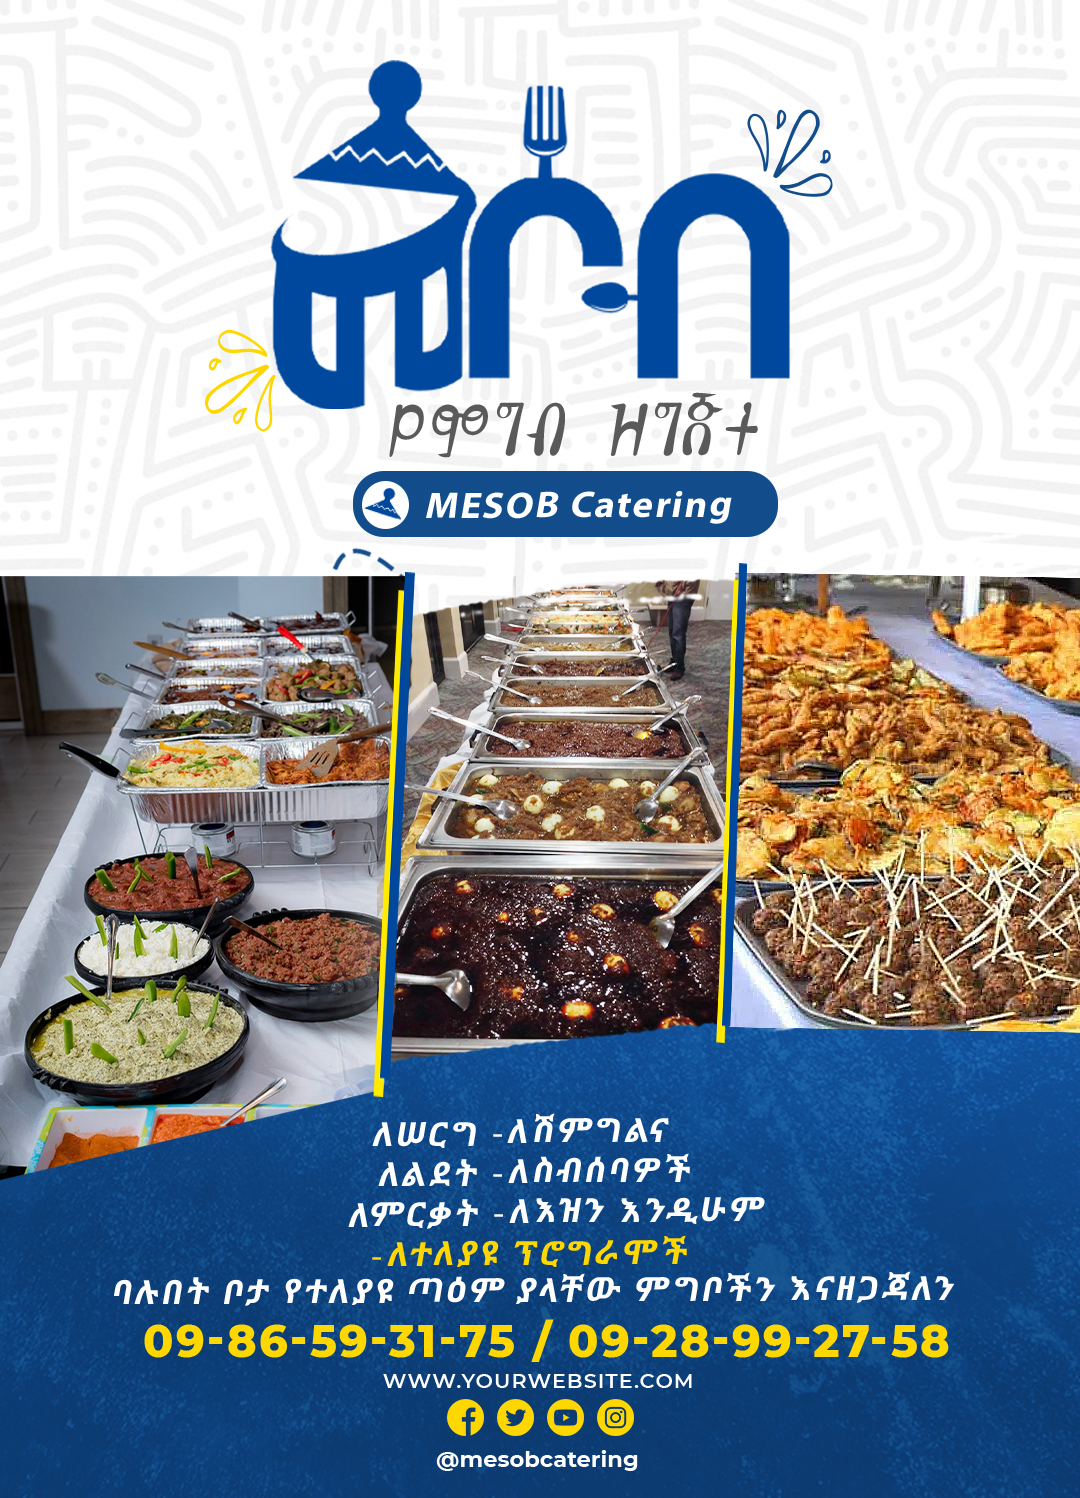 መሶብ
የምግብ ዝግጅት
MESOB Catering
ለሠርግ -ለሽምግልና
ለልደት -ለስብሰባዎች
ለምርቃት -ለእዝን እንዲሁም
-ለተለያዩ ፕሮግራሞች
ባሉበት ቦታ የተለያዩ ጣዕም ያላቸው ምግቦችን እናዘጋጃለን
09-86-59-31-75 / 09-28-99-27-58
WWW.YOURWEBSITE.COM
@mesobcatering